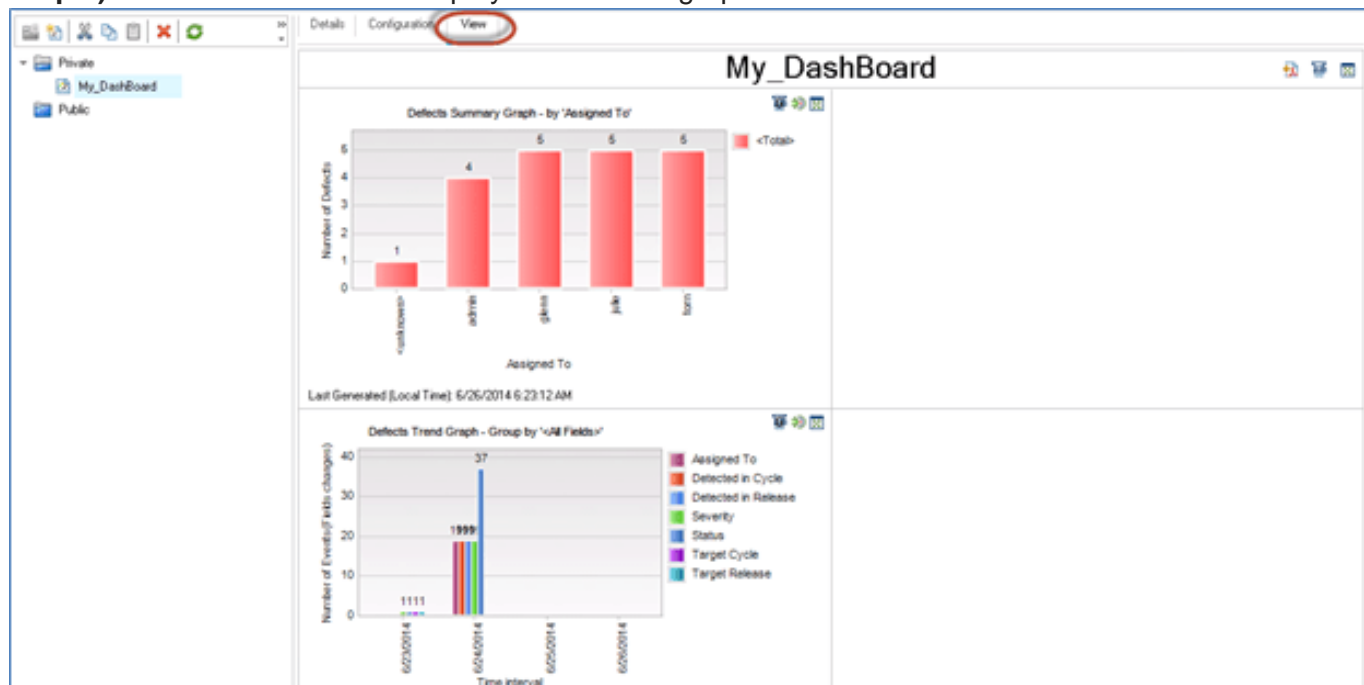 Details Configuration View
Private
My_DashBoard
Public
My_DashBoard
Defects Summary Graph - by 'Assigned To'
<Total>
Number of Defects
5
4
3
2
1
0
1
4
5
5
5
<unknown>
admin
glenn
julie
tom
Assigned To
Last Generated (Local Time): 6/26/2014 6:23:12 AM
Defects Trend Graph - Group by '<All Fields>'
Number of Events(Fields changes)
40
30
20
10
0
1111
37
6/23/2014
6/24/2014
6/25/2014
6/26/2014
Time interval
Assigned To
Detected in Cycle
Detected in Release
Severity
Status
Target Cycle
Target Release